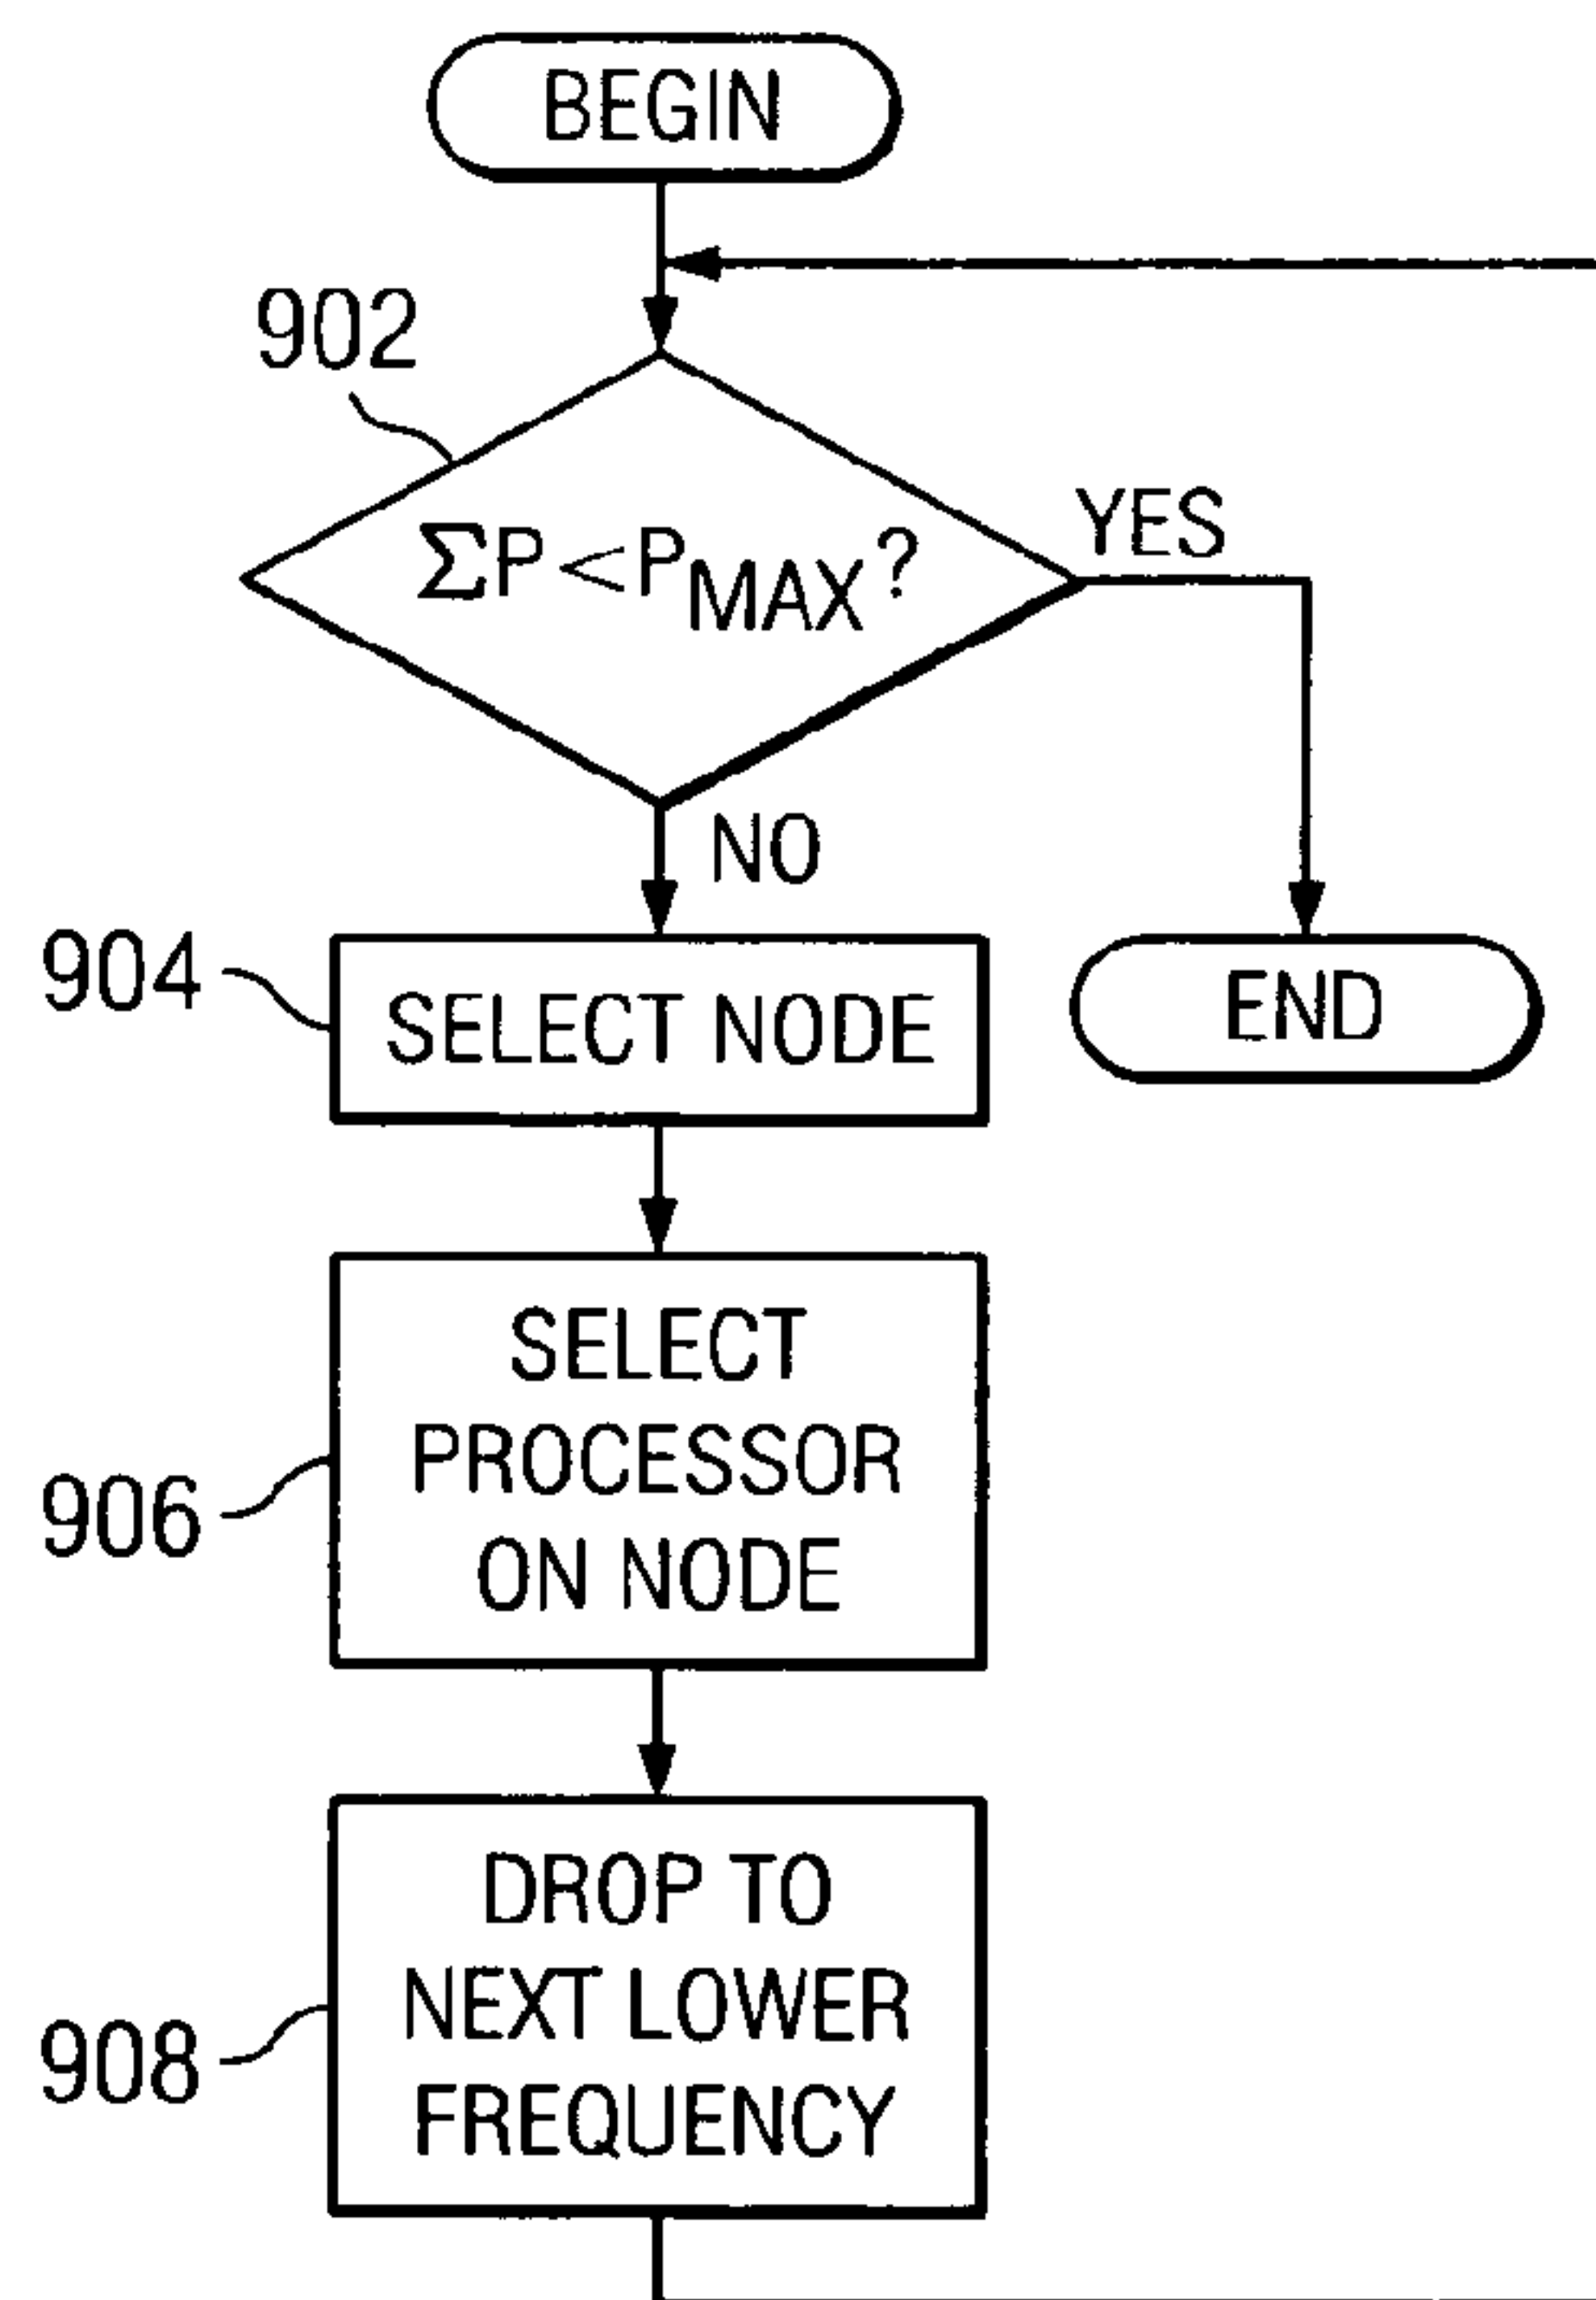 BEGIN
902
ΣP<PMAX?
YES
NO
904
SELECT NODE
END
SELECT
PROCESSOR
ON NODE
906
DROP TO
NEXT LOWER
FREQUENCY
908